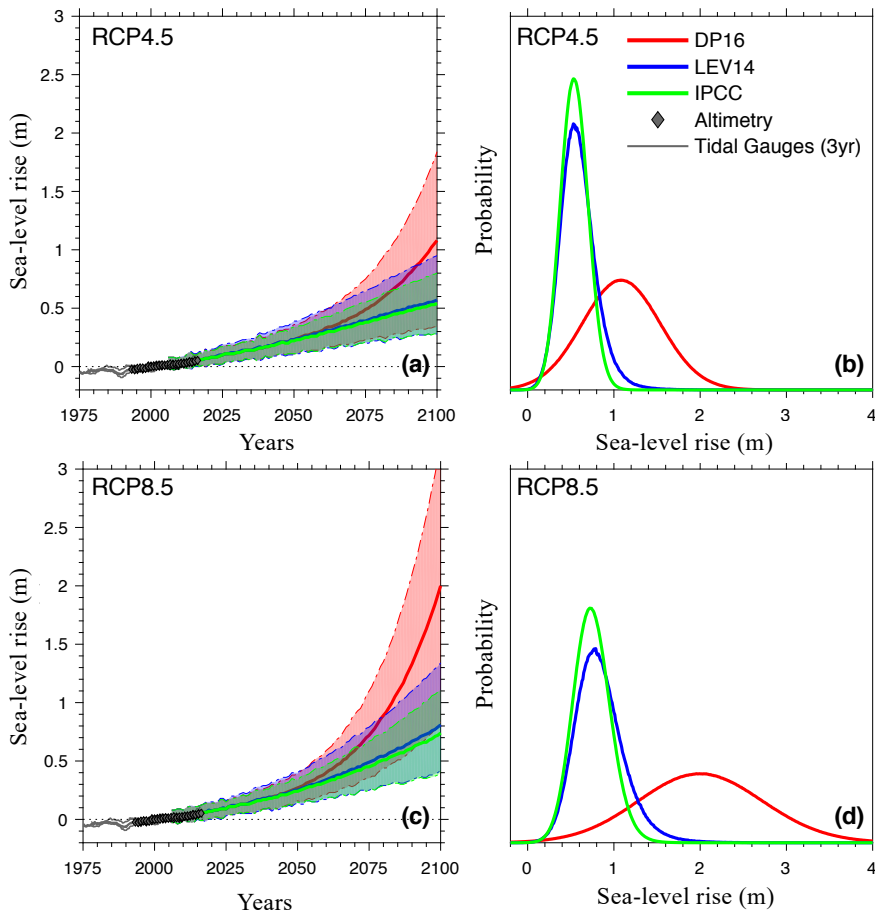 RCP4.5
3
2.5
2
1.5
1
0.5
0
Sea-level rise (m)
(a)
1975 2000 2025 2050 2075 2100
Years
RCP4.5
DP16
LEV14
IPCC
Altimetry
Tidal Gauges (3yr)
Probability
(b)
0 1 2 3 4
Sea-level rise (m)
RCP8.5
3
2.5
2
1.5
1
0.5
0
Sea-level rise (m)
(c)
1975 2000 2025 2050 2075 2100
Years
RCP8.5
Probability
(d)
0 1 2 3 4
Sea-level rise (m)